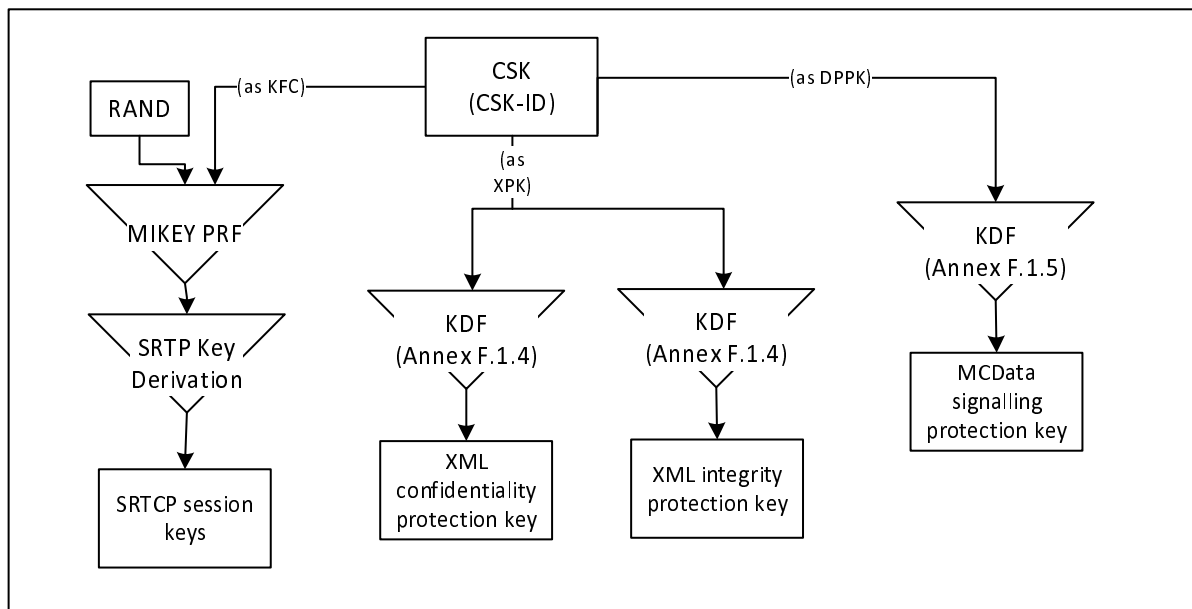 CSK
(CSK-ID)
(as KFC)
(as DPPK)
RAND
(as
XPK)
MIKEY PRF
KDF
(Annex F.1.5)
SRTP Key
Derivation
KDF
(Annex F.1.4)
KDF
(Annex F.1.4)
MCData
signalling
protection key
SRTCP session
keys
XML
confidentiality
protection key
XML integrity
protection key